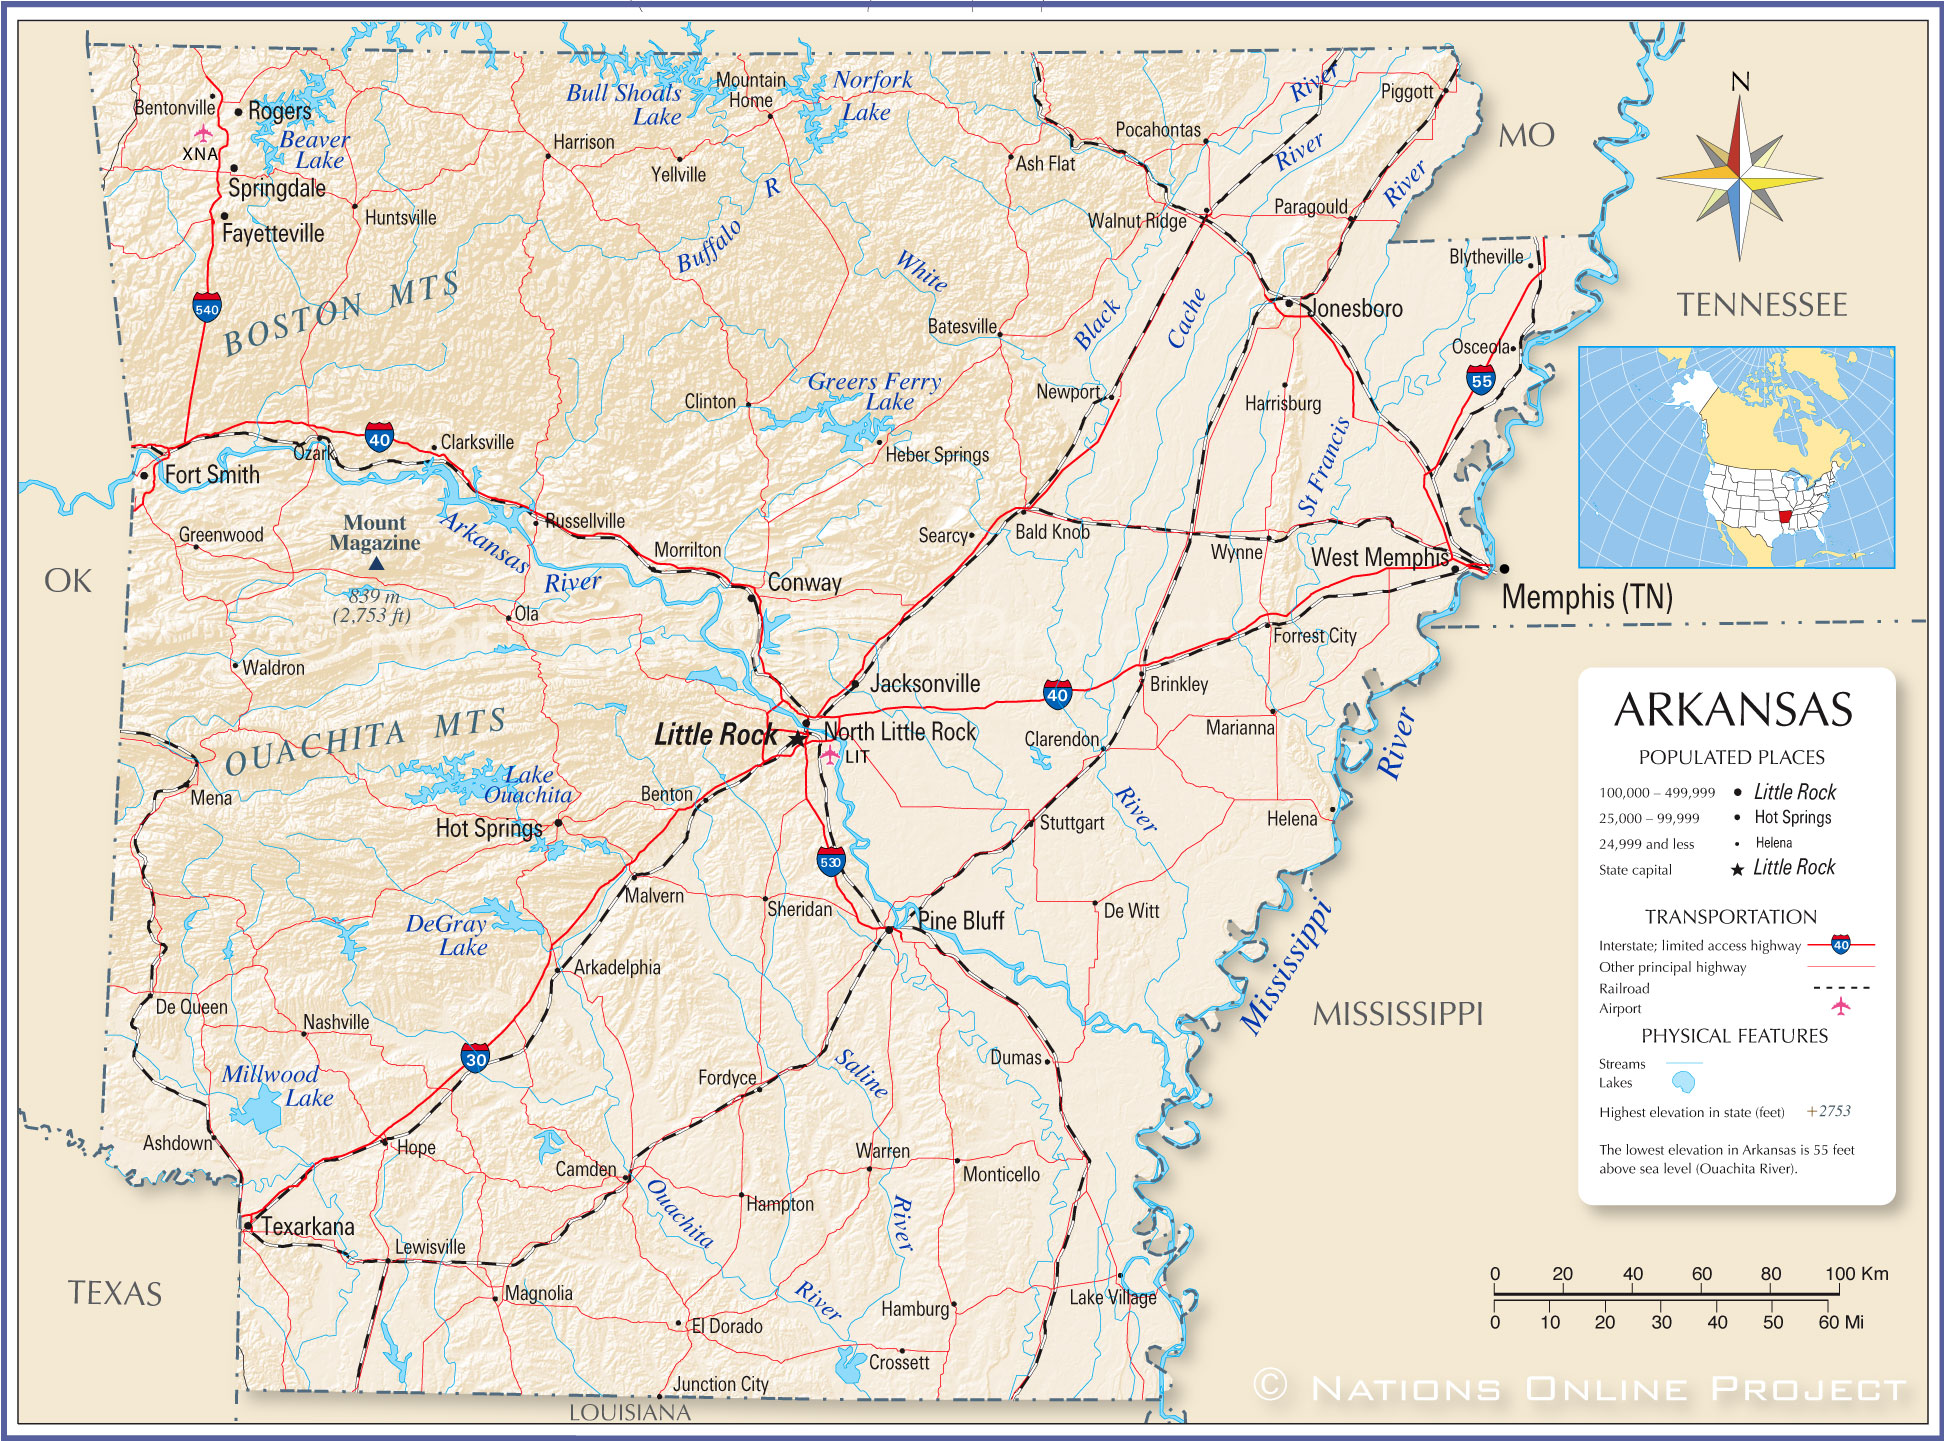 Bentonville
Rogers
XNA
Beaver
Lake
Springdale
Fayetteville
Huntsville
Harrison
Bull Shoals
Lake
Mountain
Home
Norfork
Lake
Yellville
Buffalo
R
Ash Flat
Pocahontas
River
River
River
Piggott
MO
N
Walnut Ridge
Paragould
Blytheville
TENNESSEE
540
BOSTON MTS
White
Batesville
Black
Cache
Jonesboro
Osceola
55
Greers Ferry
Lake
Clinton
Newport
Harrisburg
St Francis
40
Clarksville
Ozark
Heber Springs
Fort Smith
Greenwood
Mount
Magazine
839 m
(2,753 ft)
Arkansas
River
Russellville
Morrilton
Searcy
Bald Knob
Wynne
West Memphis
Memphis (TN)
OK
Conway
Ola
Forrest City
Waldron
Jacksonville
40
Brinkley
OUACHITA MTS
Little Rock
North Little Rock
LIT
Clarendon
Marianna
River
Mena
Lake
Ouachita
Benton
Hot Springs
530
Stuttgart
River
Helena
Malvern
Sheridan
Pine Bluff
De Witt
DeGray
Lake
Arkadelphia
Mississippi
MISSISSIPPI
De Queen
Nashville
30
Millwood
Lake
Fordyce
Saline
Dumas
Ashdown
Hope
Camden
Warren
Monticello
Hampton
Ouachita
River
Texarkana
Lewisville
TEXAS
Magnolia
River
Hamburg
Lake Village
El Dorado
Crossett
Junction City
LOUISIANA
ARKANSAS
POPULATED PLACES
100,000 – 499,999 Little Rock
25,000 – 99,999 Hot Springs
24,999 and less Helena
State capital Little Rock
TRANSPORTATION
Interstate; limited access highway 40
Other principal highway
Railroad
Airport
PHYSICAL FEATURES
Streams
Lakes
Highest elevation in state (feet) +2753
The lowest elevation in Arkansas is 55 feet
above sea level (Ouachita River).
0 20 40 60 80 100 Km
0 10 20 30 40 50 60 Mi
© NATIONS ONLINE PROJECT